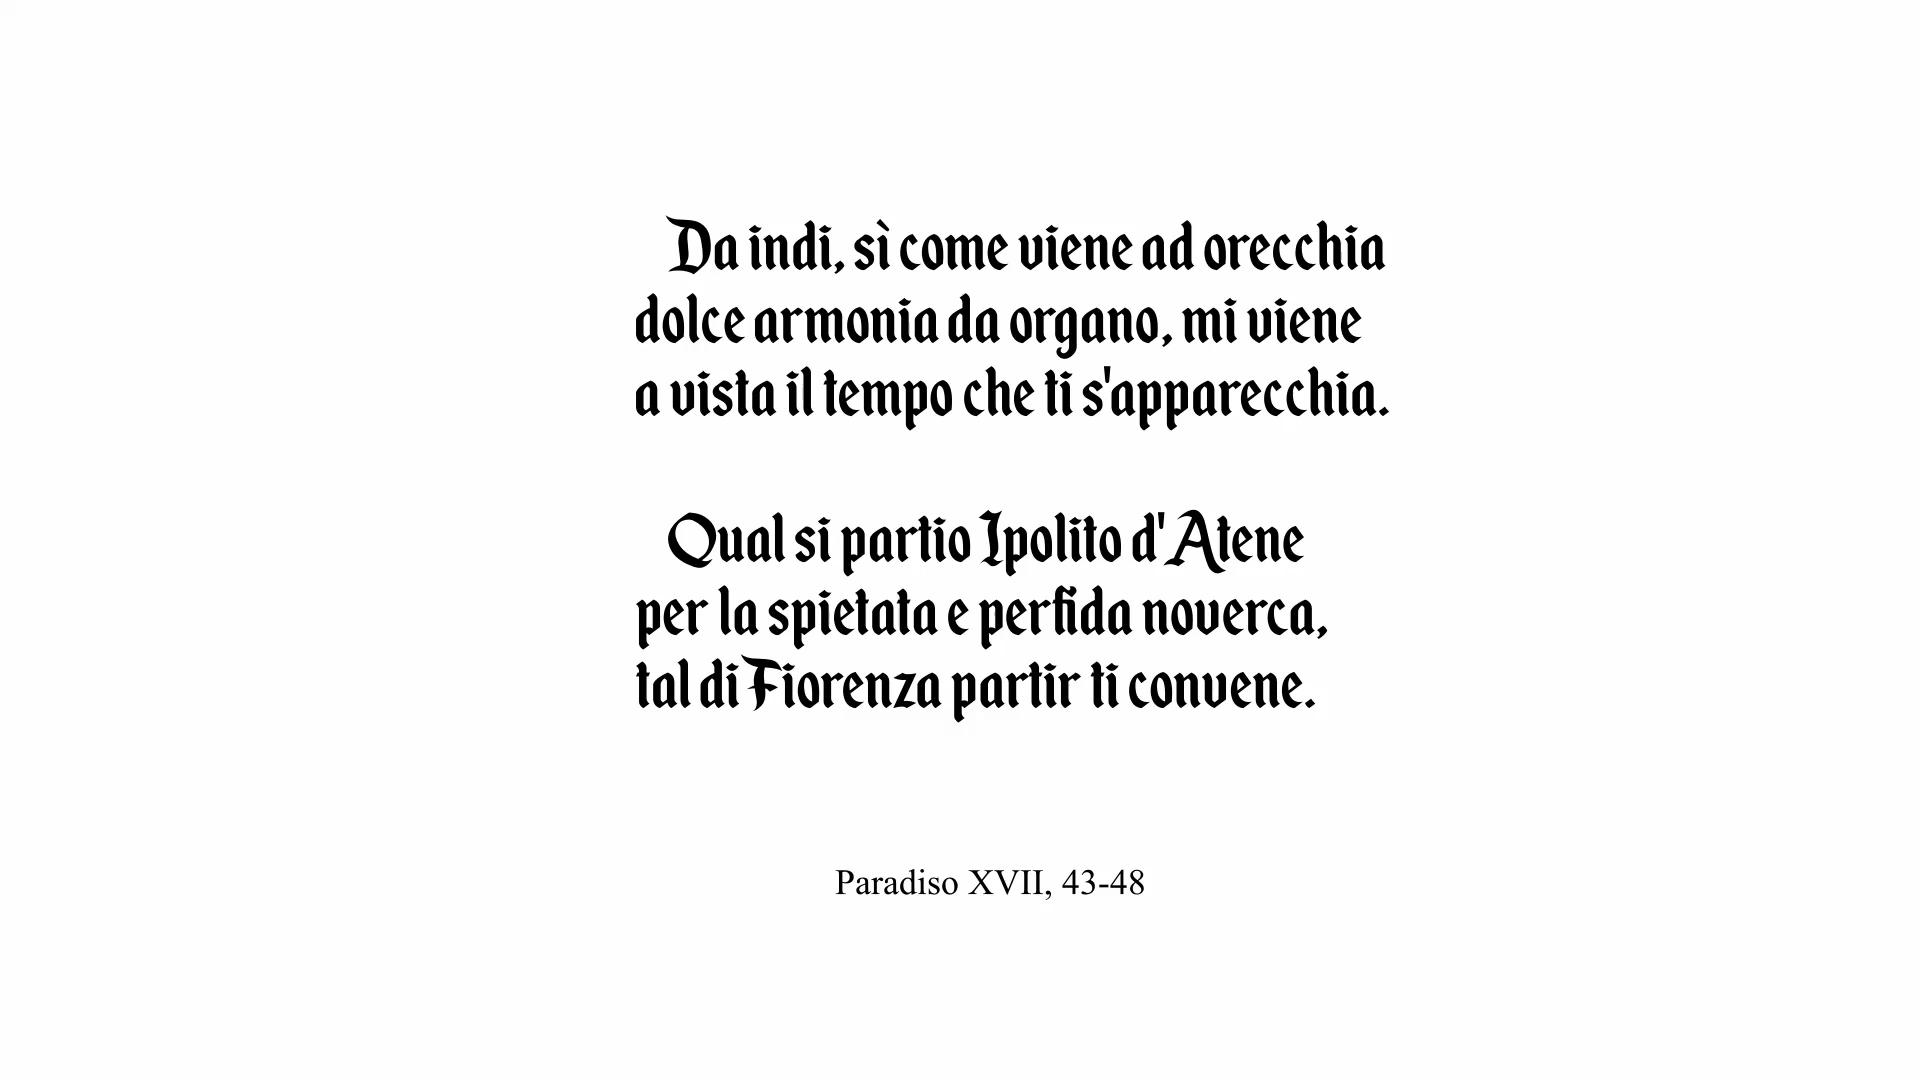 Da indi, sì come viene ad orecchia
dolce armonia da organo, mi viene
a vista il tempo che ti s'apparecchia.
Qual si partio Ipolito d'Atene
per la spietata e perfida noverca,
tal di Fiorenza partir ti convene.
Paradiso XVII, 43-48